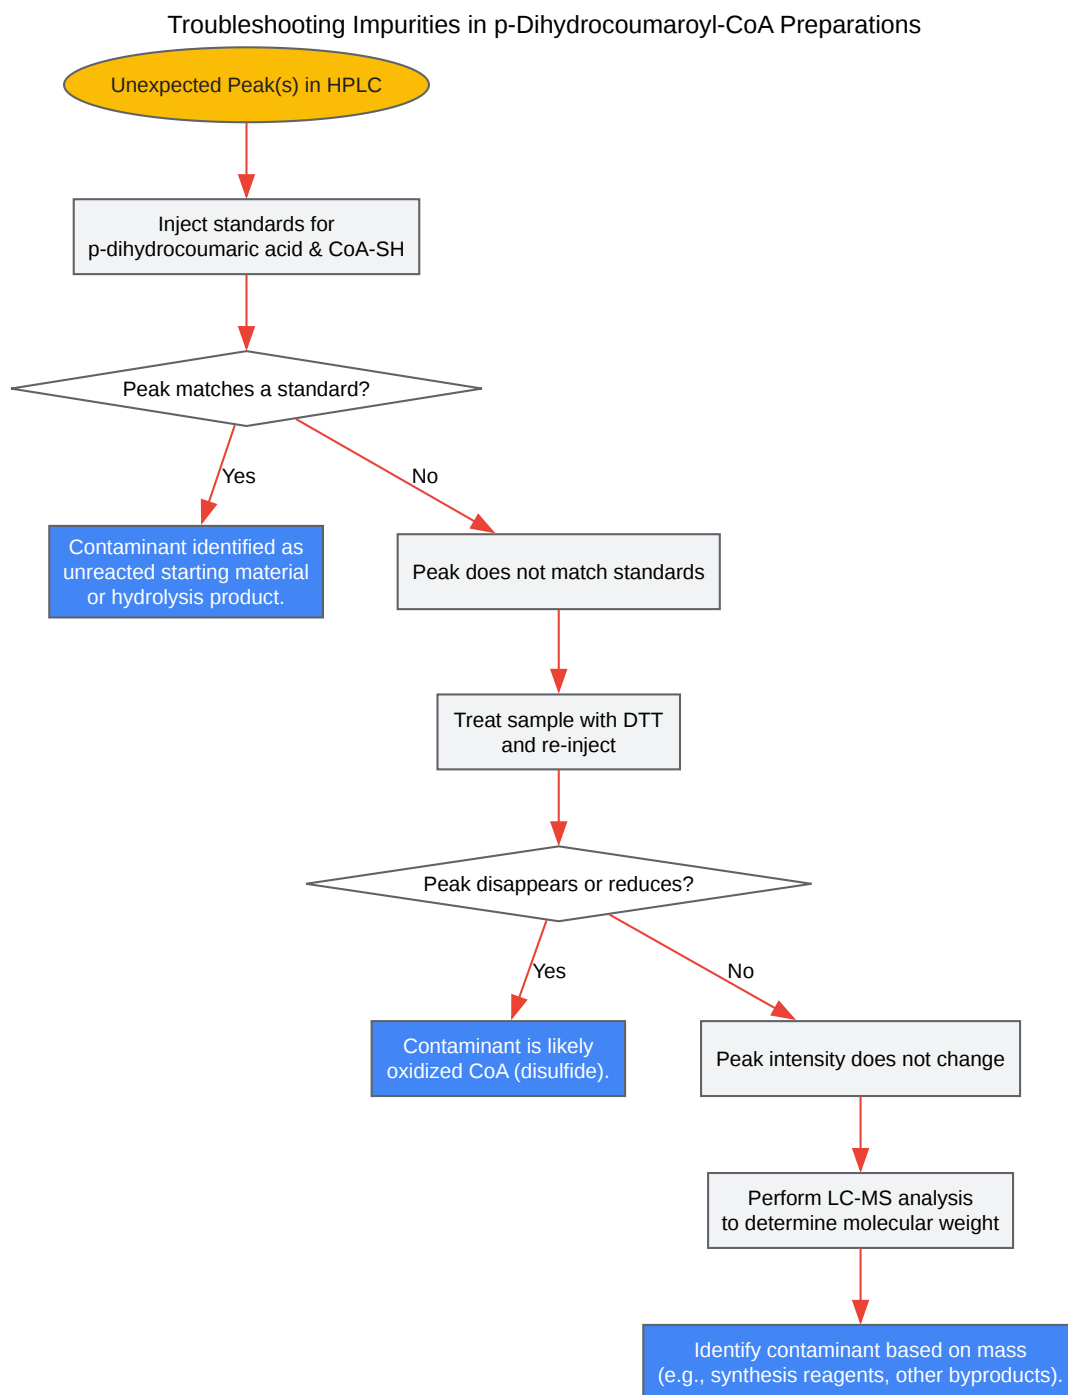 Troubleshooting Impurities in p-Dihydrocoumaroyl-CoA Preparations
Unexpected Peak(s) in HPLC
Inject standards for
p-dihydrocoumaric acid & CoA-SH
Peak matches a standard?
Yes
No
Contaminant identified as
unreacted starting material
or hydrolysis product.
Peak does not match standards
Treat sample with DTT
and re-inject
Peak disappears or reduces?
Yes
No
Contaminant is likely
oxidized CoA (disulfide).
Peak intensity does not change
Perform LC-MS analysis
to determine molecular weight
Identify contaminant based on mass
(e.g., synthesis reagents, other byproducts).